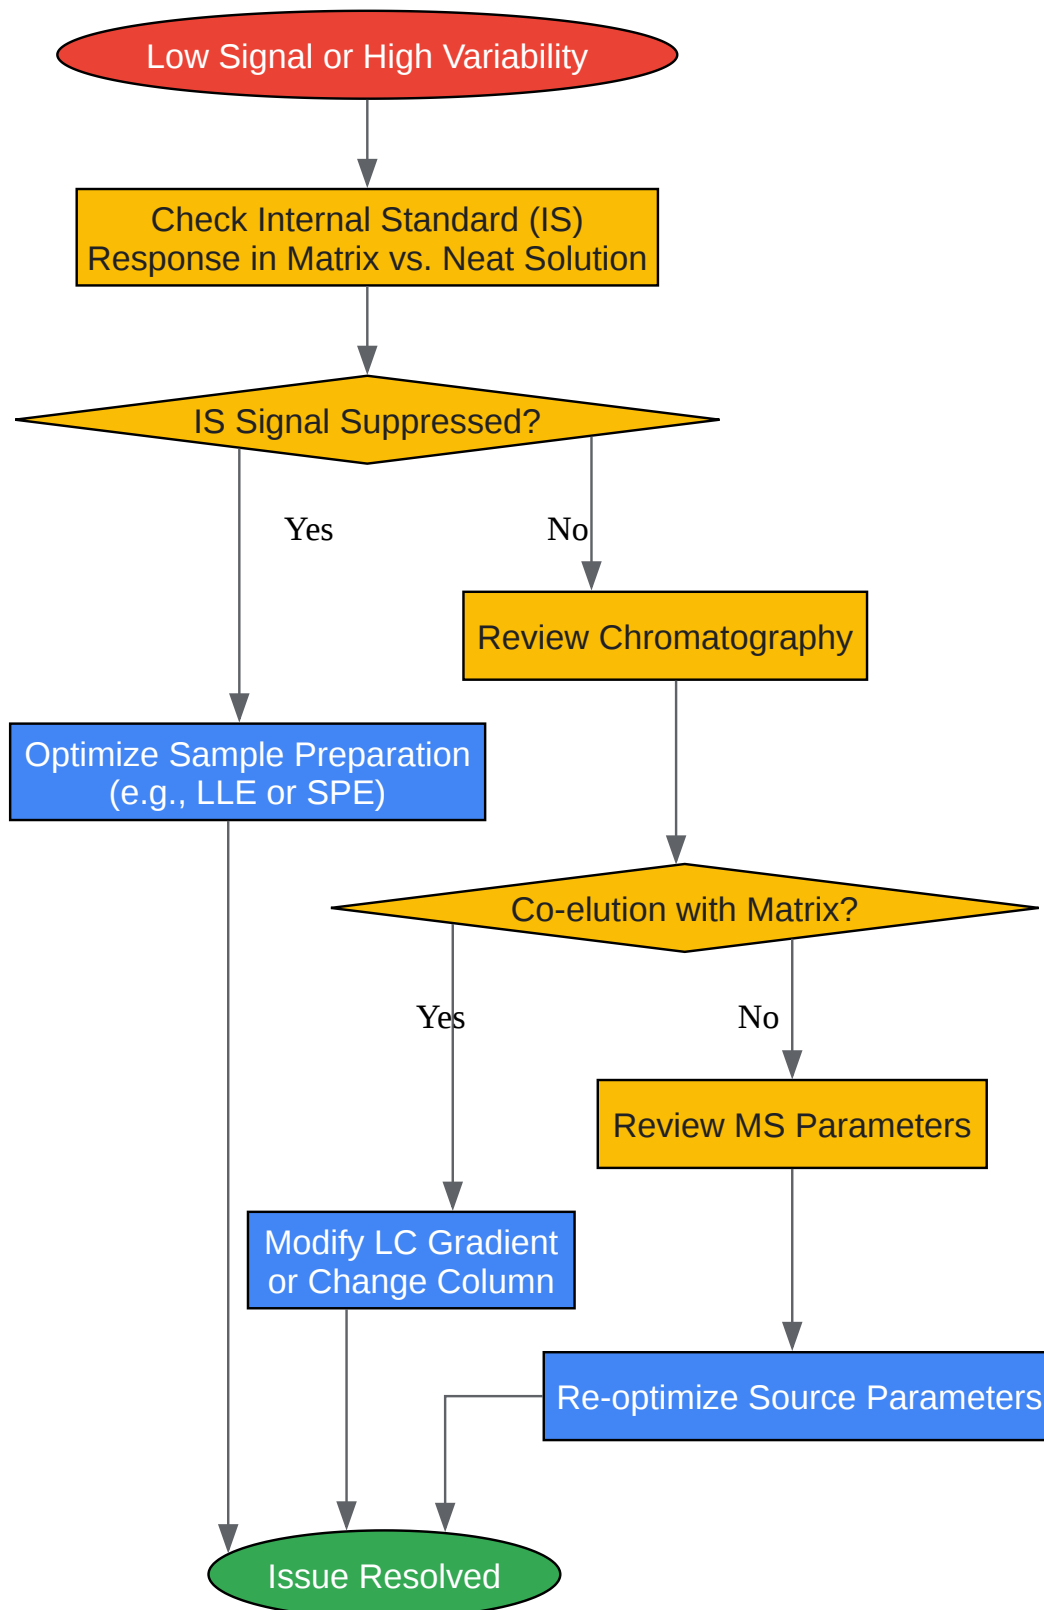 Low Signal or High Variability
Check Internal Standard (IS)
Response in Matrix vs. Neat Solution
IS Signal Suppressed?
Yes
No
Review Chromatography
Optimize Sample Preparation
(e.g., LLE or SPE)
Co-elution with Matrix?
Yes
No
Review MS Parameters
Modify LC Gradient
or Change Column
Re-optimize Source Parameters
Issue Resolved